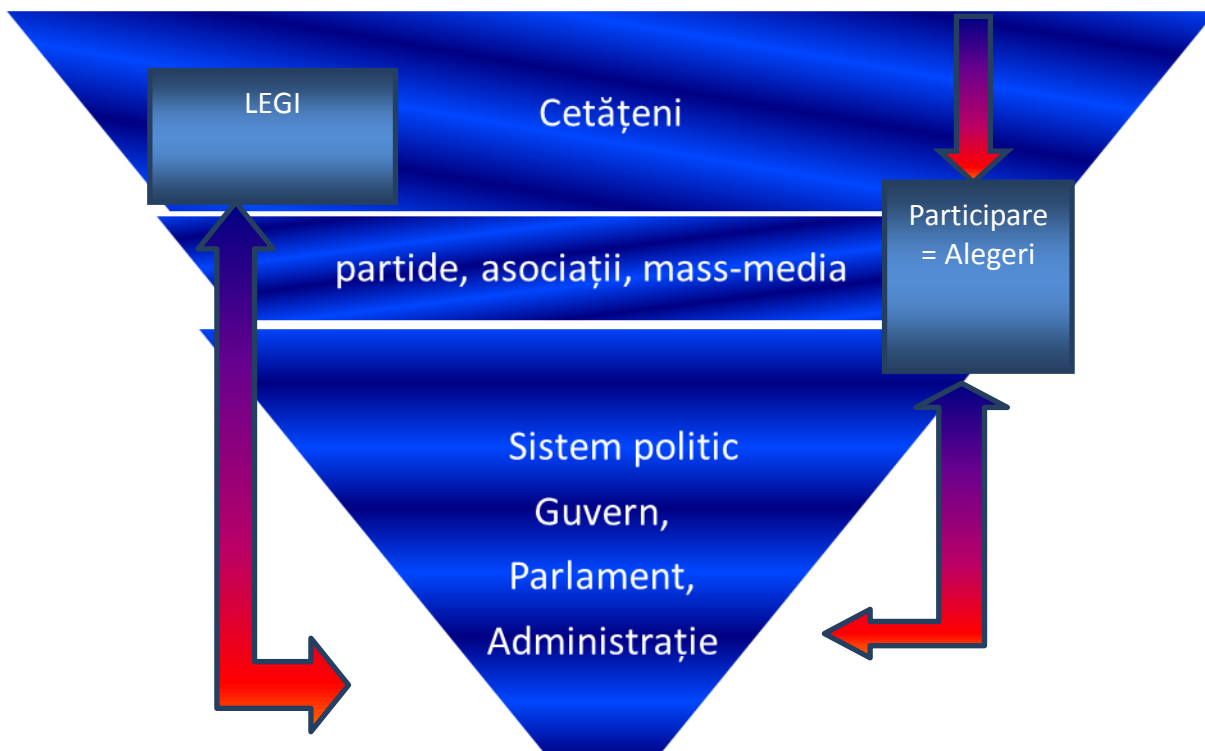 LEGI
Cetățeni
Participare
= Alegeri
partide, asociații, mass-media
Sistem politic
Guvern,
Parlament,
Administrație